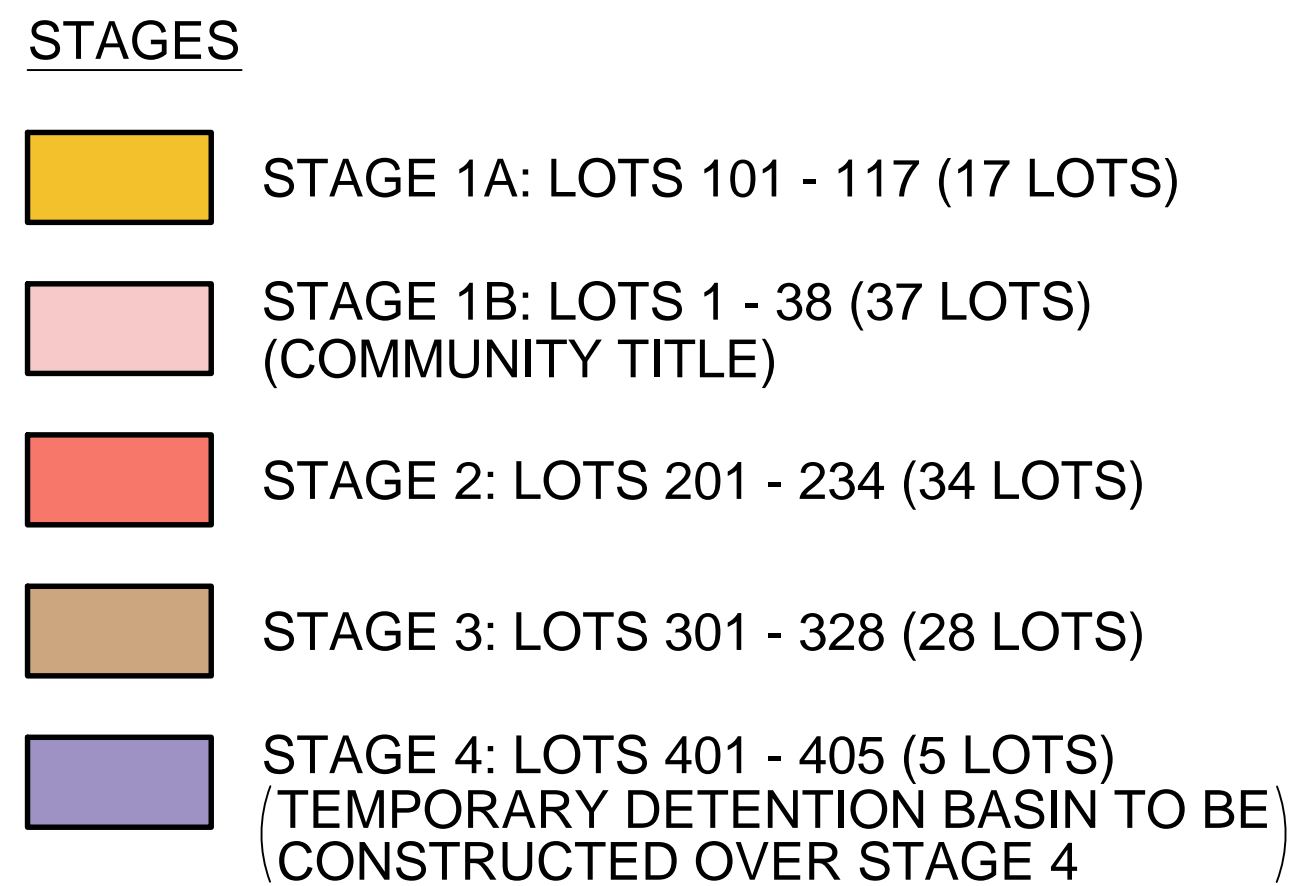 STAGES
STAGE 1A: LOTS 101 - 117 (17 LOTS)
STAGE 1B: LOTS 1 - 38 (37 LOTS)
(COMMUNITY TITLE)
STAGE 2: LOTS 201 - 234 (34 LOTS)
STAGE 3: LOTS 301 - 328 (28 LOTS)
STAGE 4: LOTS 401 - 405 (5 LOTS)
(TEMPORARY DETENTION BASIN TO BE
CONSTRUCTED OVER STAGE 4)